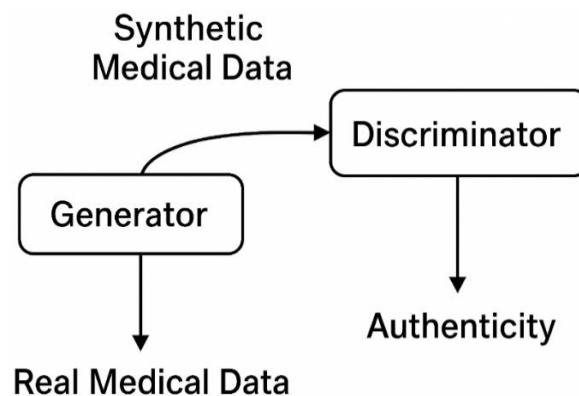 Synthetic
Medical Data
Discriminator
Generator
Authenticity
Real Medical Data